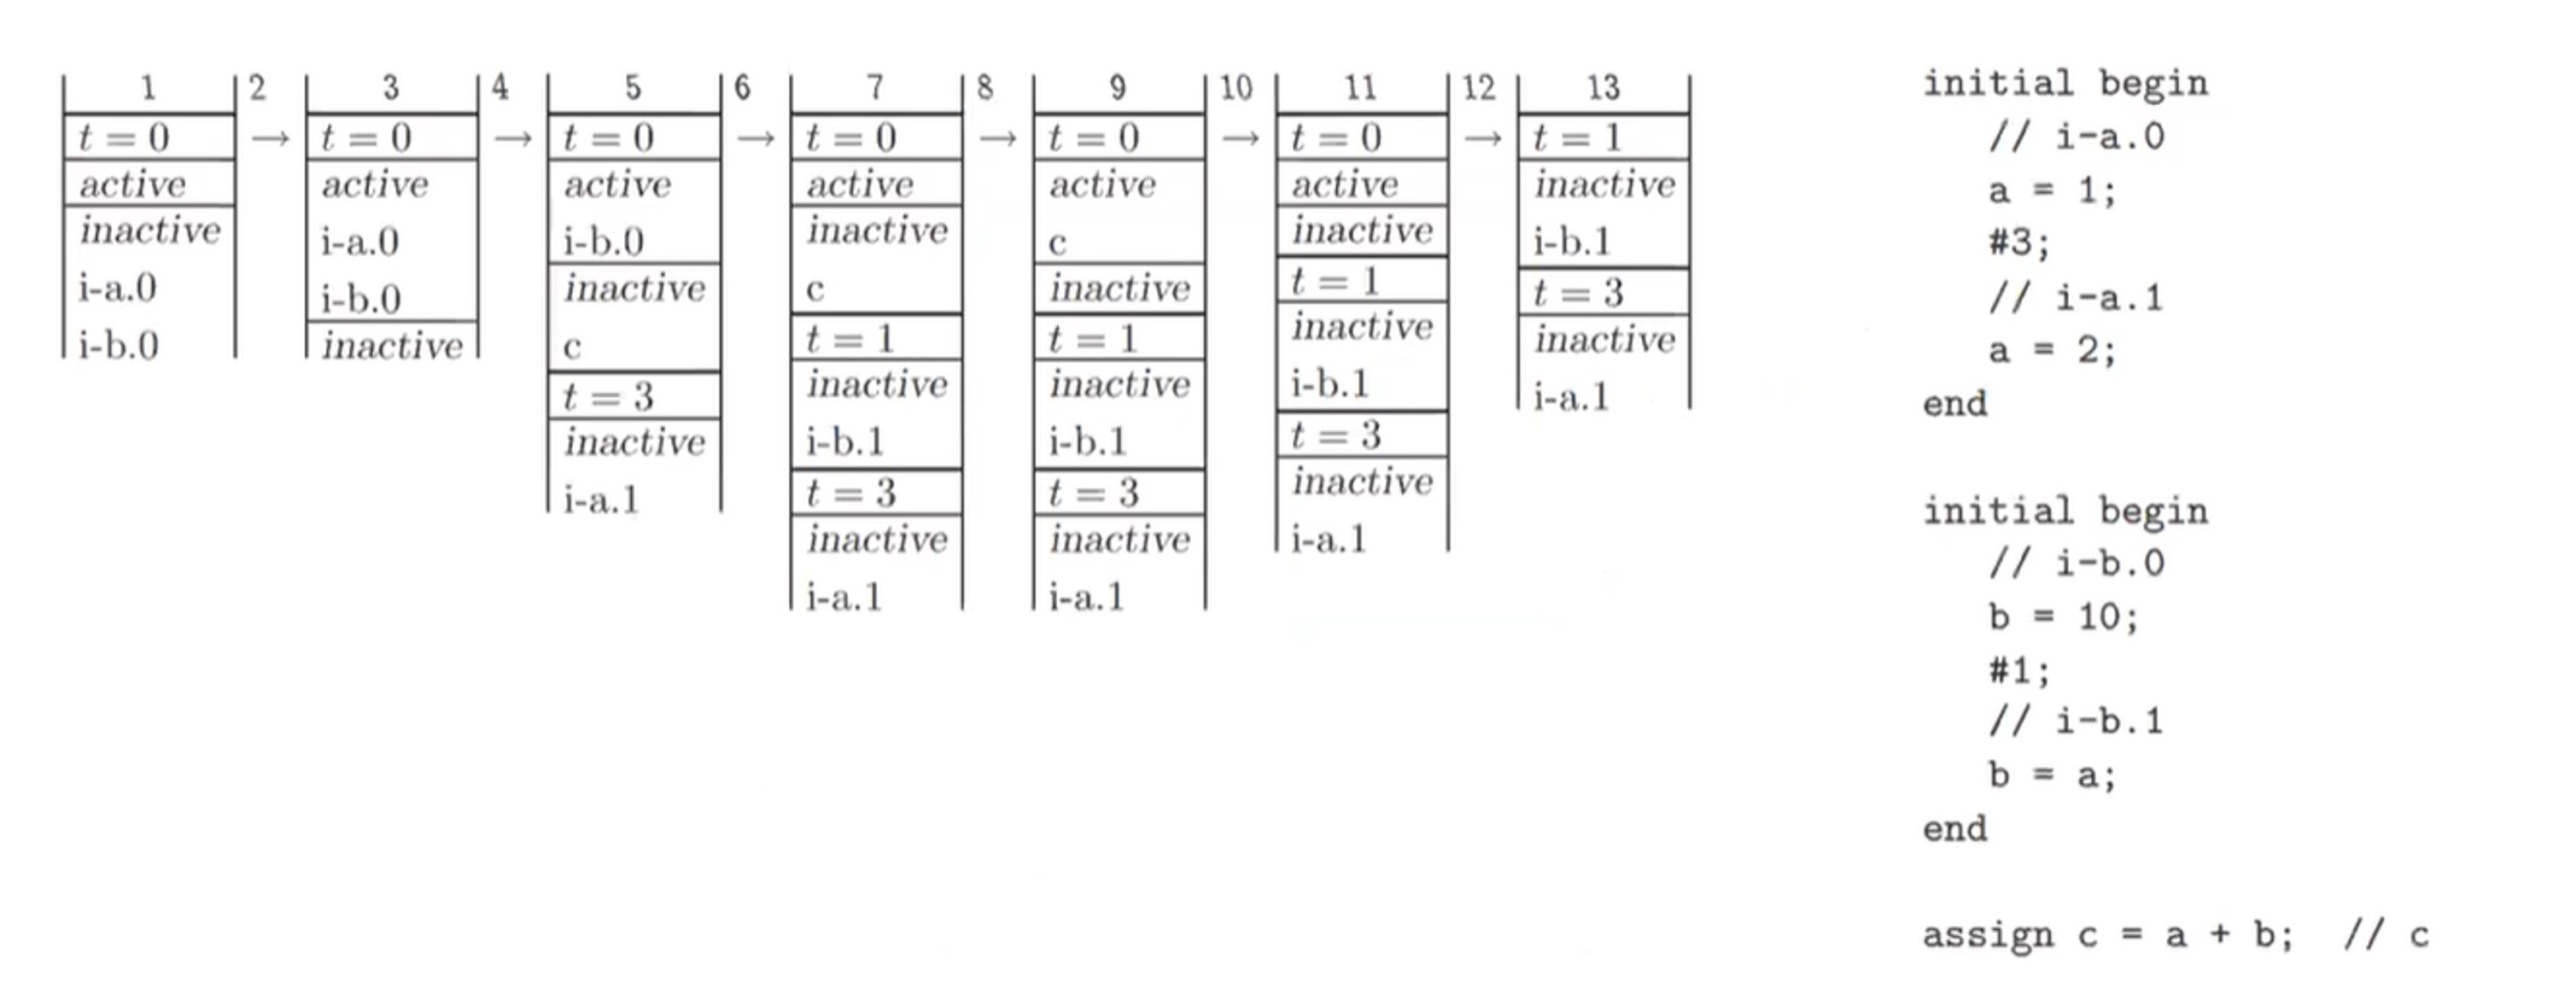 1 2 3 4 5 6 7 8 9 10 11 12 13
t = 0 → t = 0 → t = 0 → t = 0 → t = 0 → t = 0 → t = 1
active active active active active active inactive
inactive i-a.0 i-b.0 inactive c inactive i-b.1
i-a.0 i-b.0 inactive c inactive t = 1 t = 3
i-b.0 inactive c t = 1 t = 1 inactive inactive
t = 3 inactive inactive i-b.1 i-a.1
inactive i-b.1 i-b.1 t = 3
i-a.1 t = 3 t = 3 inactive
inactive inactive i-a.1
i-a.1 i-a.1
initial begin
// i-a.0
a = 1;
#3;
// i-a.1
a = 2;
end
initial begin
// i-b.0
b = 10;
#1;
// i-b.1
b = a;
end
assign c = a + b; // c